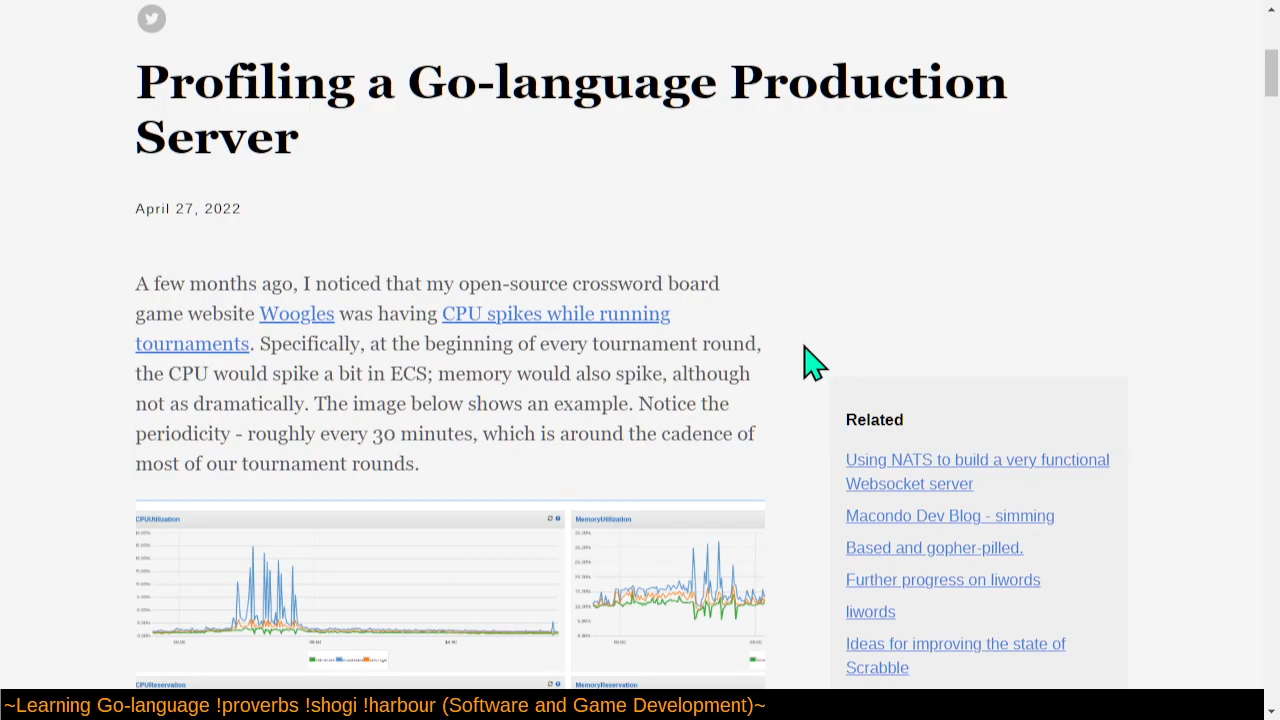 Profiling a Go-language Production
Server
April 27, 2022
A few months ago, I noticed that my open-source crossword board
game website Woogles was having CPU spikes while running
tournaments. Specifically, at the beginning of every tournament round,
the CPU would spike a bit in ECS; memory would also spike, although
not as dramatically. The image below shows an example. Notice the
periodicity - roughly every 30 minutes, which is around the cadence of
most of our tournament rounds.
CPUUtilization
MemoryUtilization
CPUReservation
MemoryReservation
Related
Using NATS to build a very functional
Websocket server
Macondo Dev Blog - simming
Based and gopher-pilled.
Further progress on liwords
liwords
Ideas for improving the state of
Scrabble
~Learning Go-language !proverbs !shogi !harbour (Software and Game Development)~